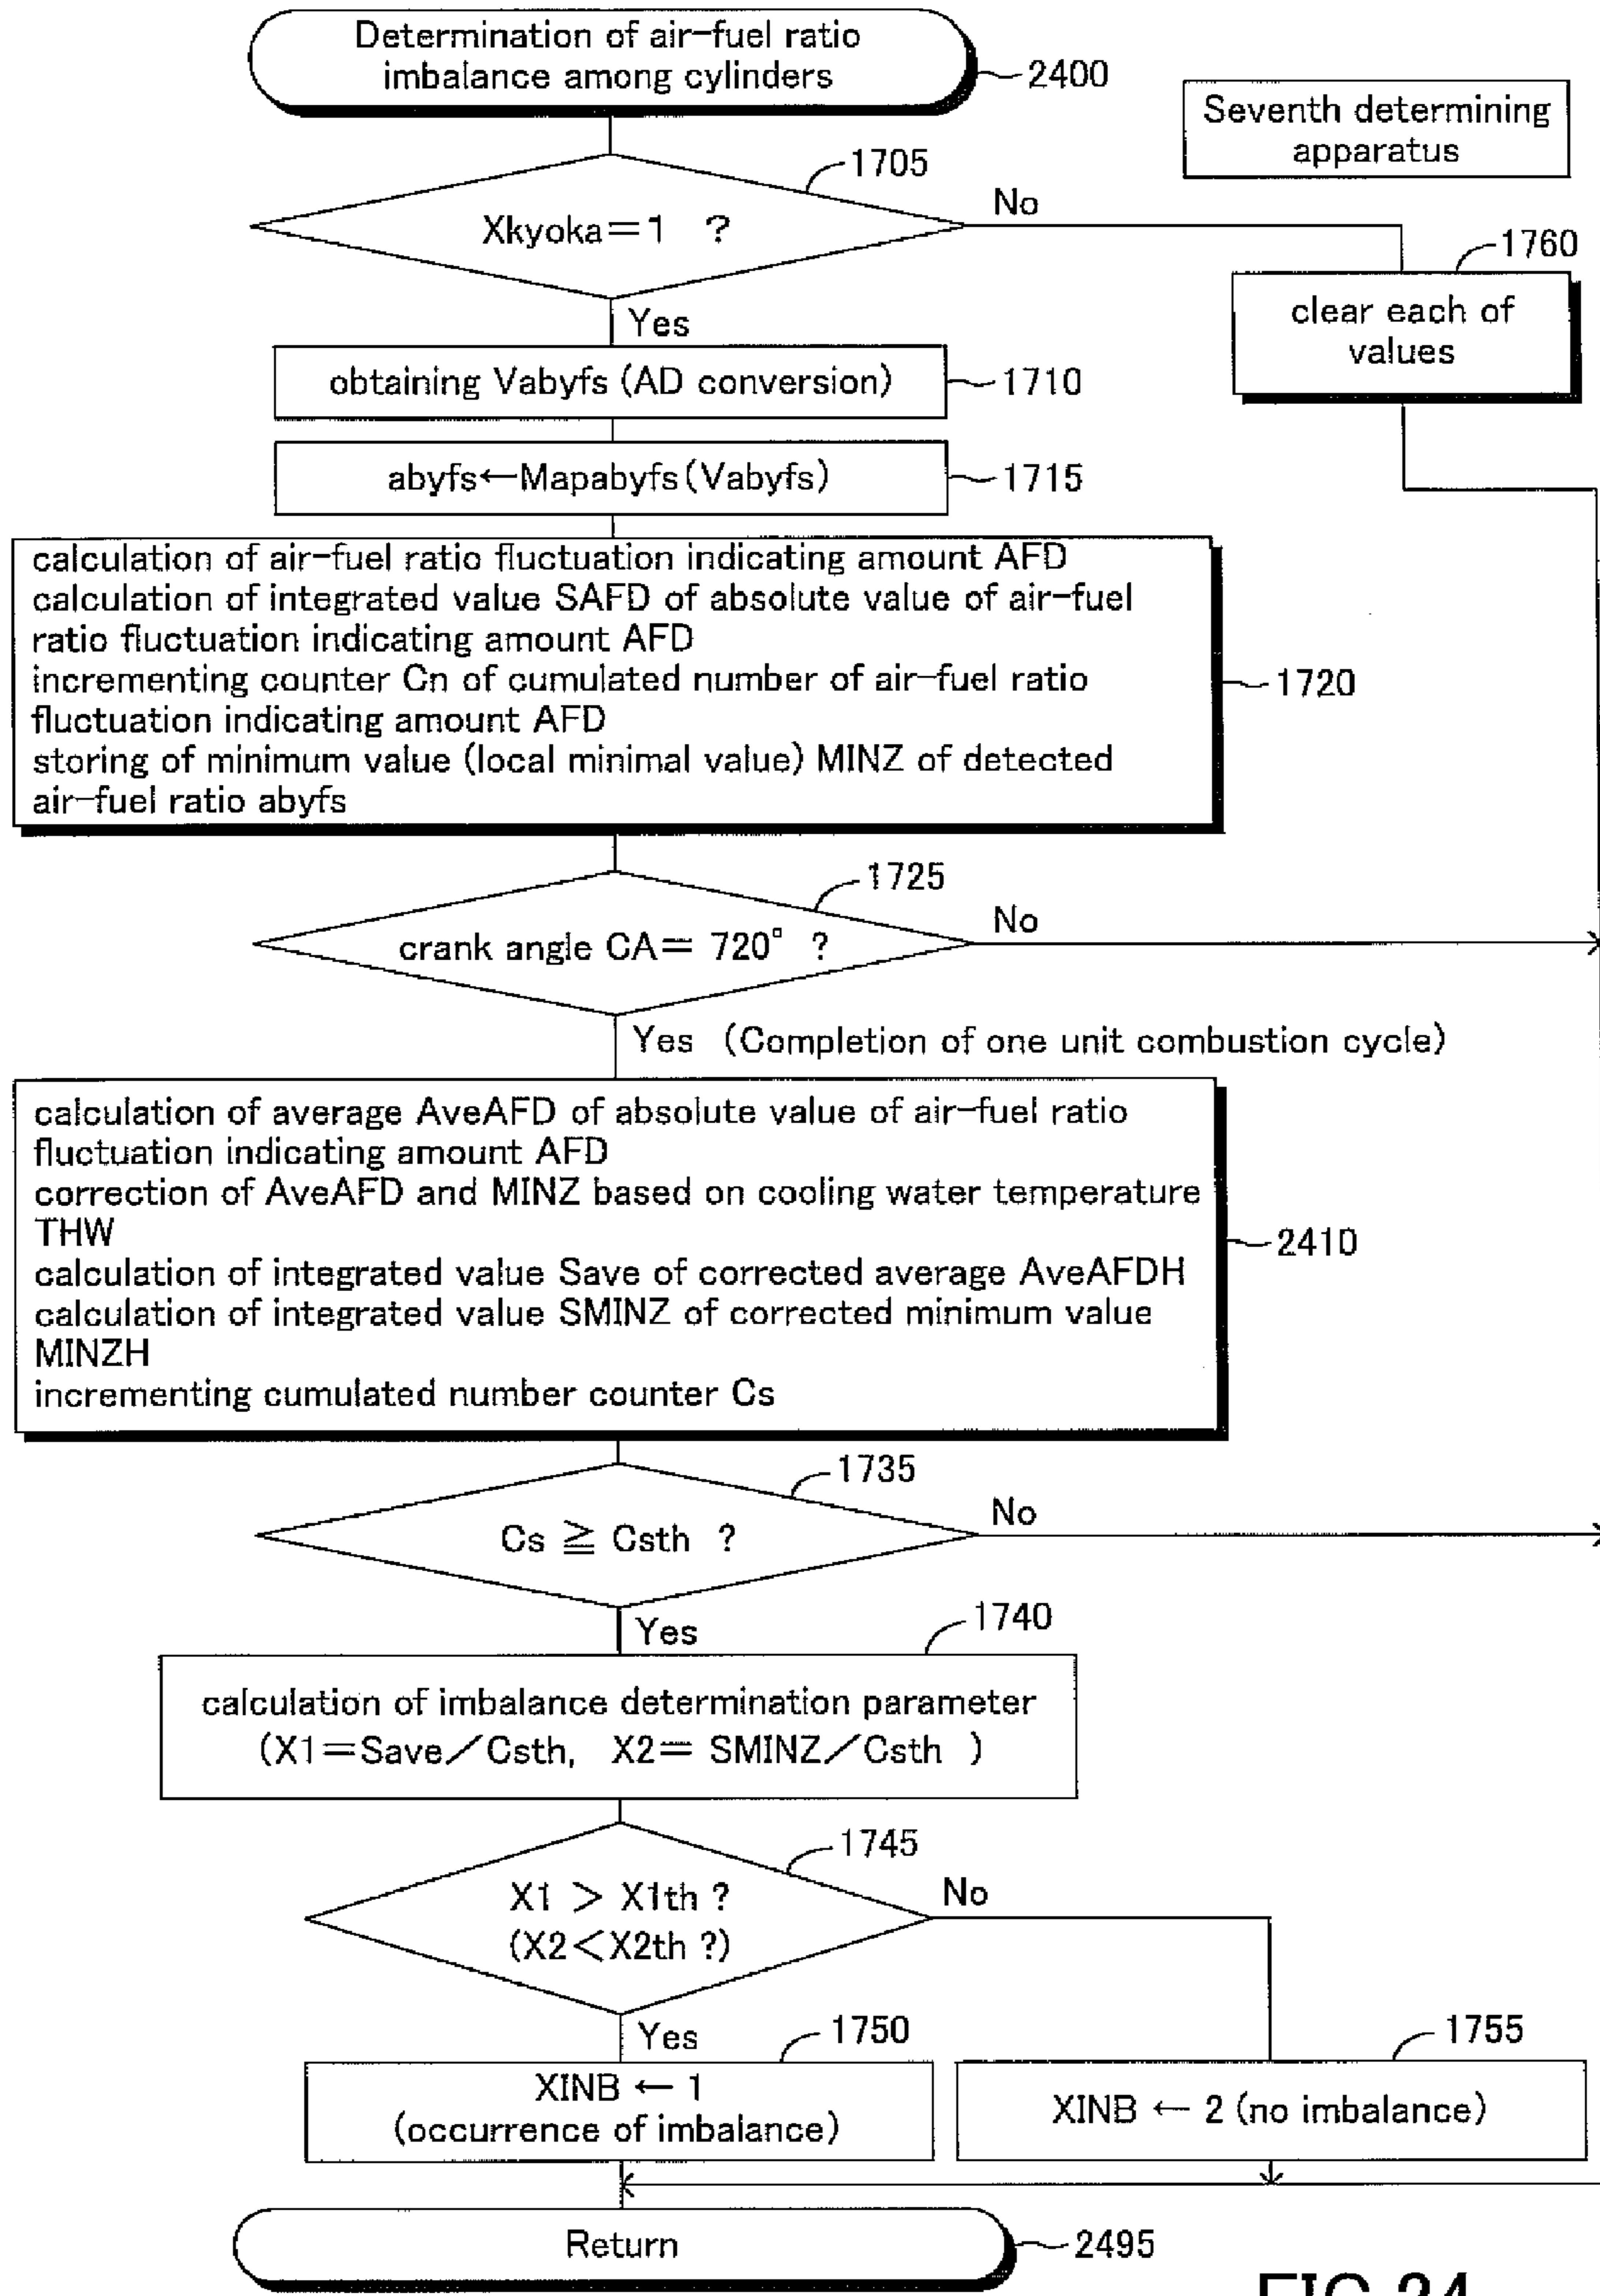 Determination of air-fuel ratio
imbalance among cylinders
2400
Seventh determining
apparatus
1705
Xkyoka=1 ?
No
1760
clear each of
values
Yes
obtaining Vabyfs (AD conversion)
1710
abyfs←Mapabyfs(Vabyfs)
1715
calculation of air-fuel ratio fluctuation indicating amount AFD
calculation of integrated value SAFD of absolute value of air-fuel
ratio fluctuation indicating amount AFD
incrementing counter Cn of cumulated number of air-fuel ratio
fluctuation indicating amount AFD
storing of minimum value (local minimal value) MINZ of detected
air-fuel ratio abyfs
1720
1725
crank angle CA= 720° ?
No
Yes (Completion of one unit combustion cycle)
calculation of average AveAFD of absolute value of air-fuel ratio
fluctuation indicating amount AFD
correction of AveAFD and MINZ based on cooling water temperature
THW
calculation of integrated value Save of corrected average AveAFDH
calculation of integrated value SMINZ of corrected minimum value
MINZH
incrementing cumulated number counter Cs
2410
1735
Cs ≧ Csth ?
No
Yes
1740
calculation of imbalance determination parameter
(X1=Save/Csth, X2= SMINZ/Csth )
1745
X1 > X1th ?
(X2<X2th ?)
No
Yes
1750
XINB ← 1
(occurrence of imbalance)
1755
XINB ← 2 (no imbalance)
Return
2495
FIG.24